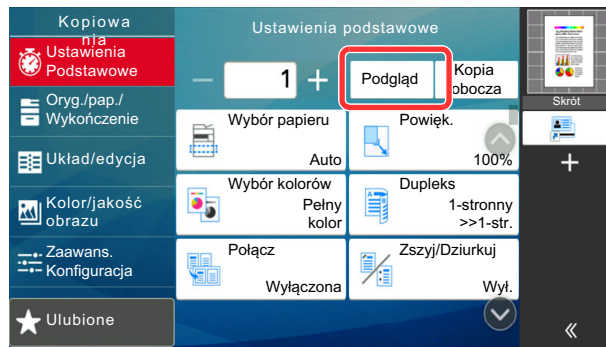 Kopiowa
nia
Ustawienia
Podstawowe
Oryg./pap./
Wykończenie
Układ/edycja
Kolor/jakość
obrazu
Zaawans.
Konfiguracja
Ulubione
Ustawienia podstawowe
1
Podgląd
Kopia
obocza
Wybór papieru
Auto
Powięk.
100%
Wybór kolorów
Pełny
kolor
Dupleks
1-stronny
>>1-str.
Połącz
Wyłączona
Zszyj/Dziurkuj
Wył.
Skrót